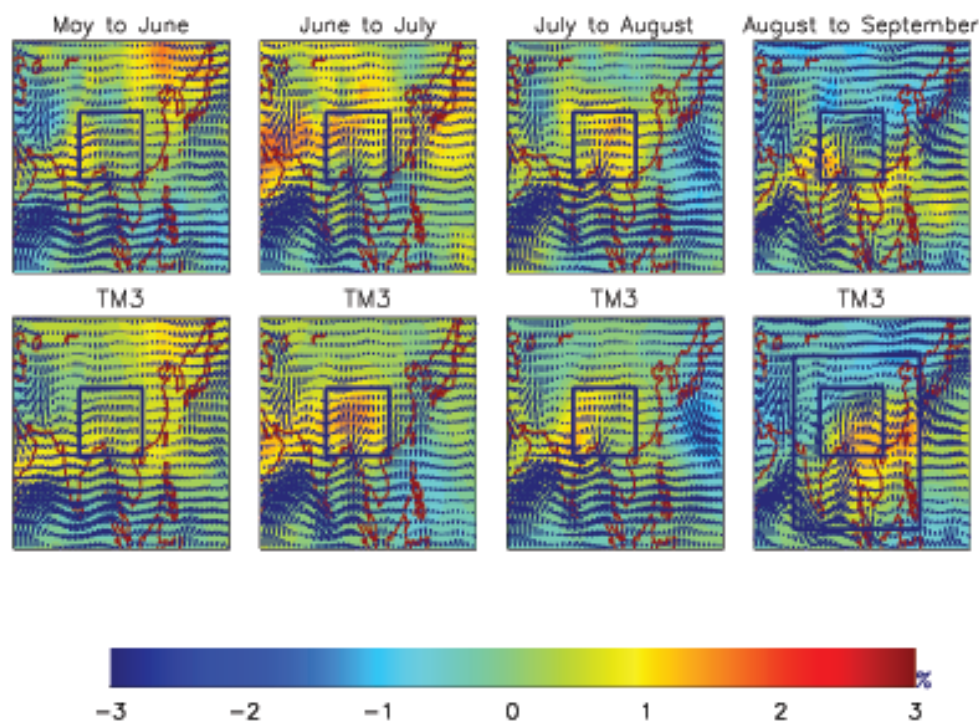 May to June
June to July
July to August
August to September
TM3
TM3
TM3
TM3
%
-3
-2
-1
0
1
2
3